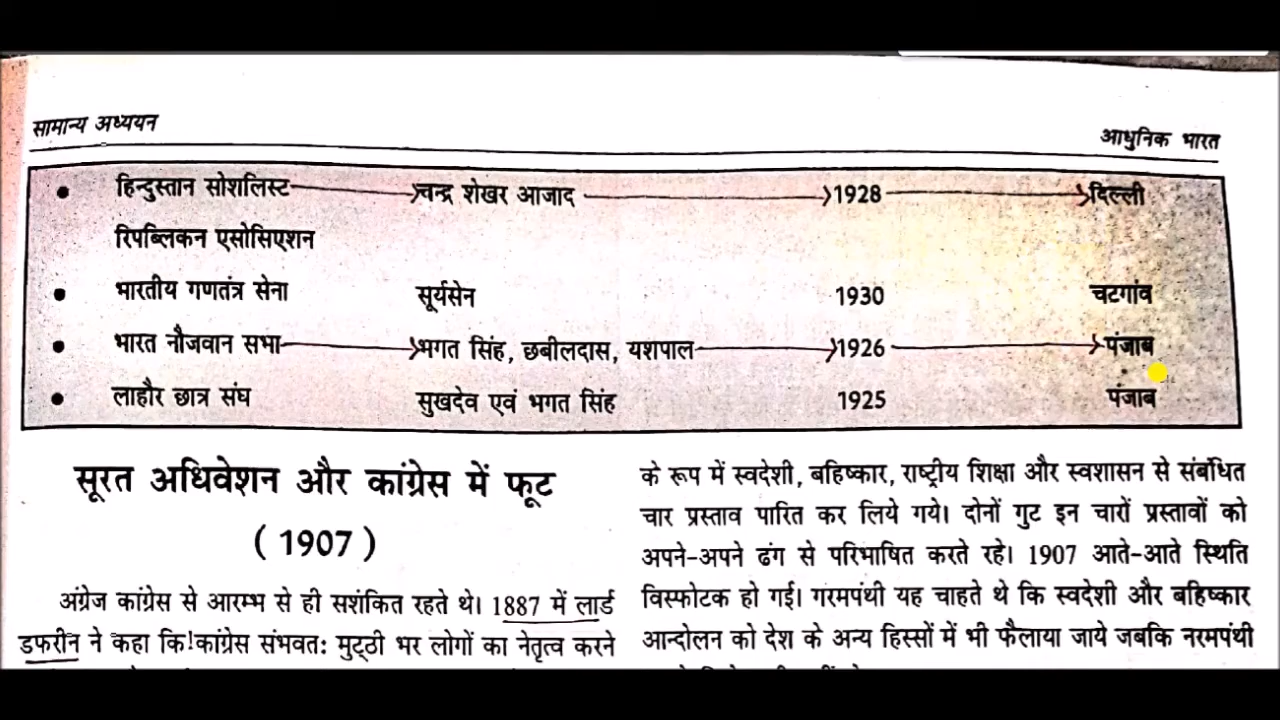 सामान्य अध्ययन
आधुनिक भारत
• हिन्दुस्तान सोशलिस्ट चन्द्र शेखर आजाद 1928 दिल्ली
रिपब्लिकन एसोसिएशन
• भारतीय गणतंत्र सेना सूर्यसेन 1930 चटगांव
• भारत नौजवान सभा भगत सिंह, छबीलदास, यशपाल 1926 पंजाब
• लाहौर छात्र संघ सुखदेव एवं भगत सिंह 1925 पंजाब
सूरत अधिवेशन और कांग्रेस में फूट
( 1907 )
अंग्रेज कांग्रेस से आरम्भ से ही सशंकित रहते थे। 1887 में लार्ड
डफरीन ने कहा कि!कांग्रेस संभवतः मुट्ठी भर लोगों का नेतृत्व करने
के रूप में स्वदेशी, बहिष्कार, राष्ट्रीय शिक्षा और स्वशासन से संबंधित
चार प्रस्ताव पारित कर लिये गये। दोनों गुट इन चारों प्रस्तावों को
अपने-अपने ढंग से परिभाषित करते रहे। 1907 आते-आते स्थिति
विस्फोटक हो गई। गरमपंथी यह चाहते थे कि स्वदेशी और बहिष्कार
आन्दोलन को देश के अन्य हिस्सों में भी फैलाया जाये जबकि नरमपंथी